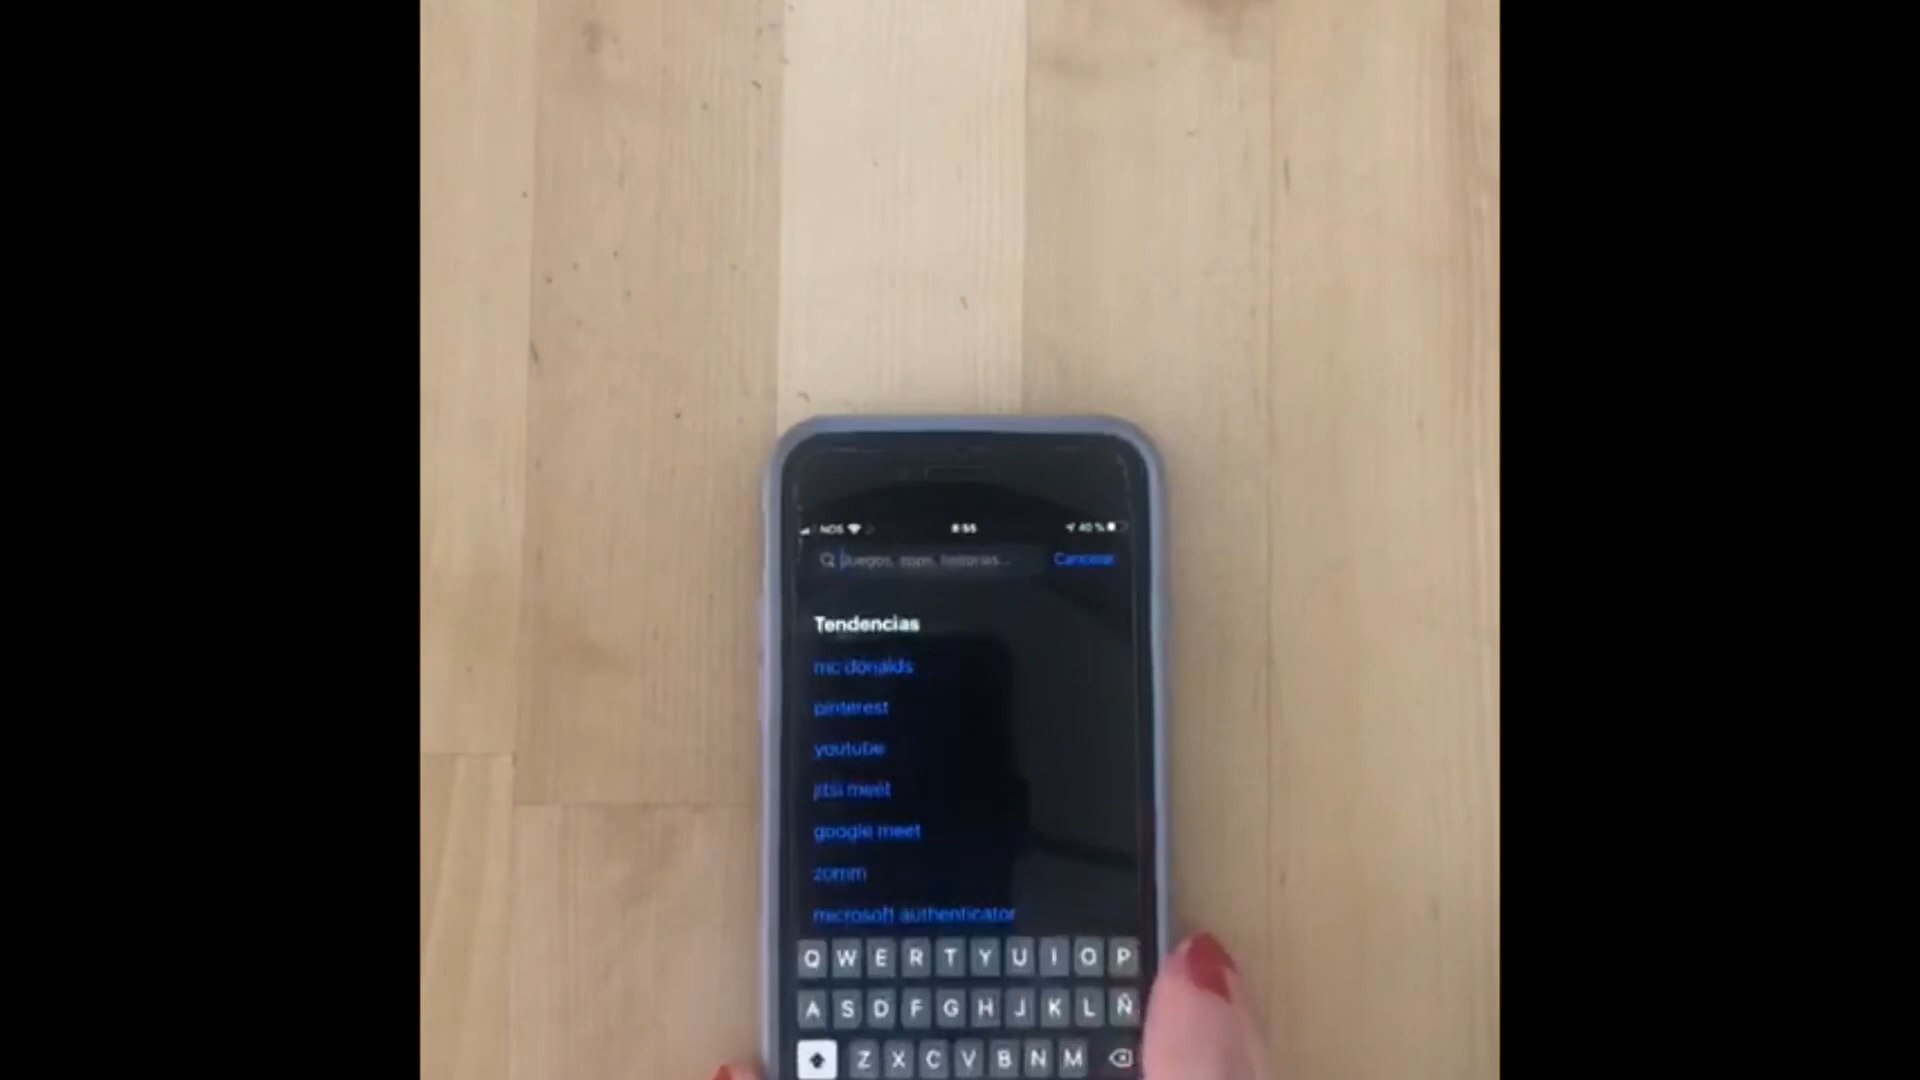 NOS 8:55 40 %
Juegos, apps, historias... Cancelar
Tendencias
mc donalds
pinterest
youtube
jitsi meet
google meet
zomm
microsoft authenticator
Q W E R T Y U I O P
A S D F G H J K L Ñ
Z X C V B N M